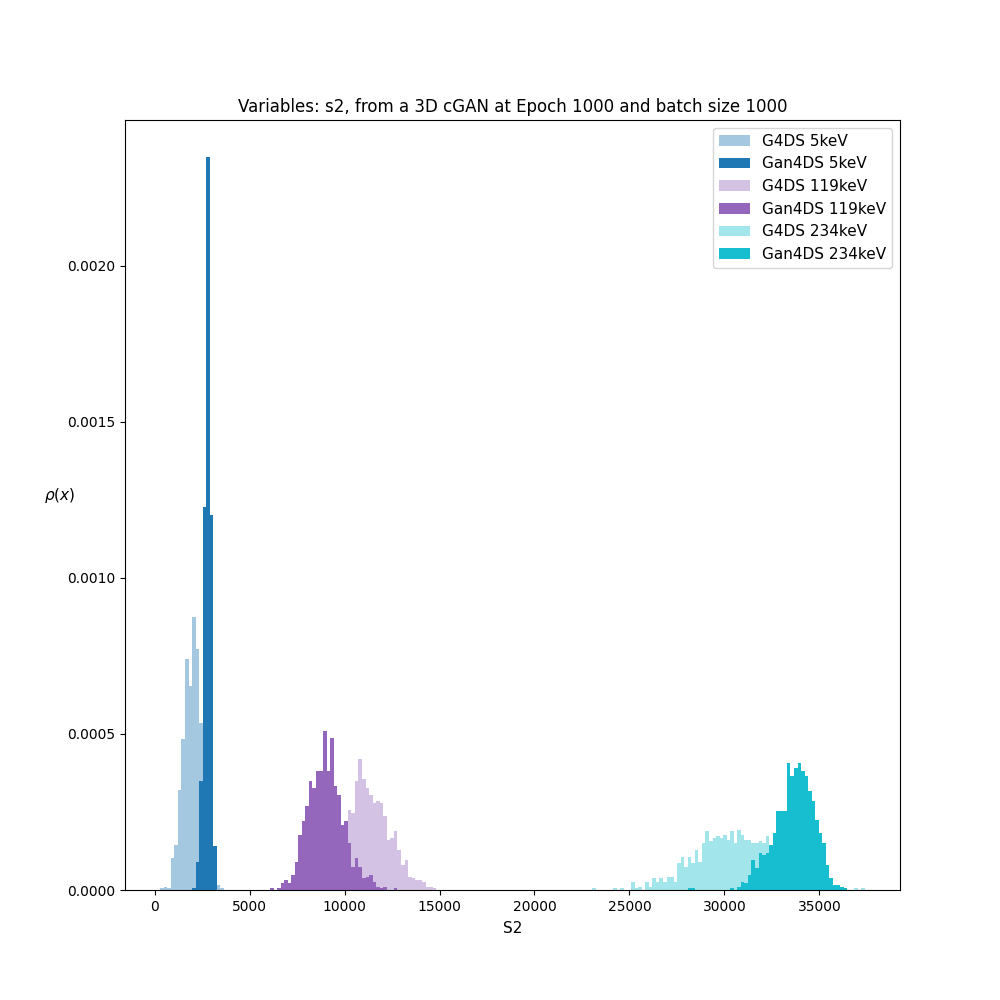 Variables: s2, from a 3D cGAN at Epoch 1000 and batch size 1000
G4DS 5keV
Gan4DS 5keV
G4DS 119keV
Gan4DS 119keV
G4DS 234keV
Gan4DS 234keV
0.0020
0.0015
ρ(x)
0.0010
0.0005
0.0000
0 5000 10000 15000 20000 25000 30000 35000
S2